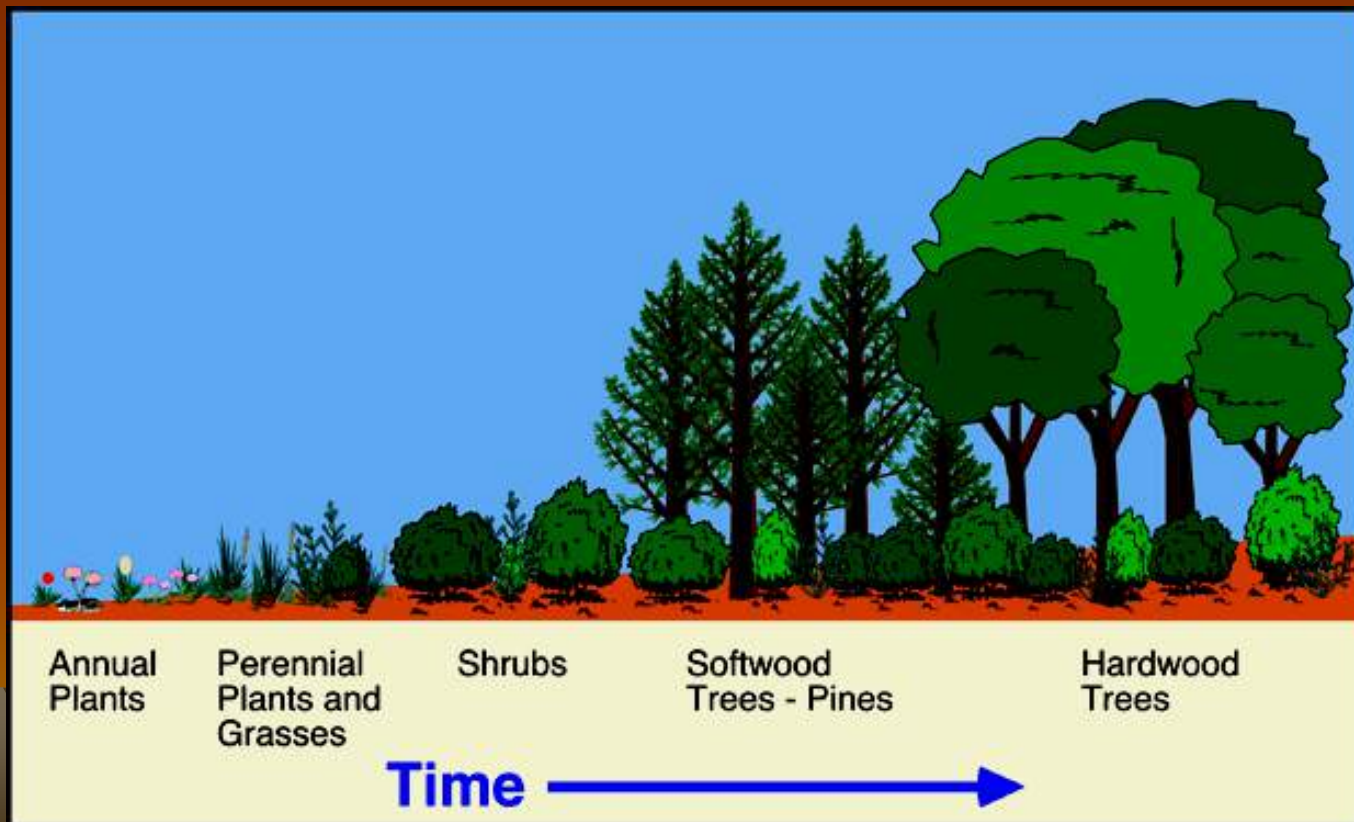 Annual
Plants
Perennial
Plants and
Grasses
Shrubs
Softwood
Trees - Pines
Hardwood
Trees
Time